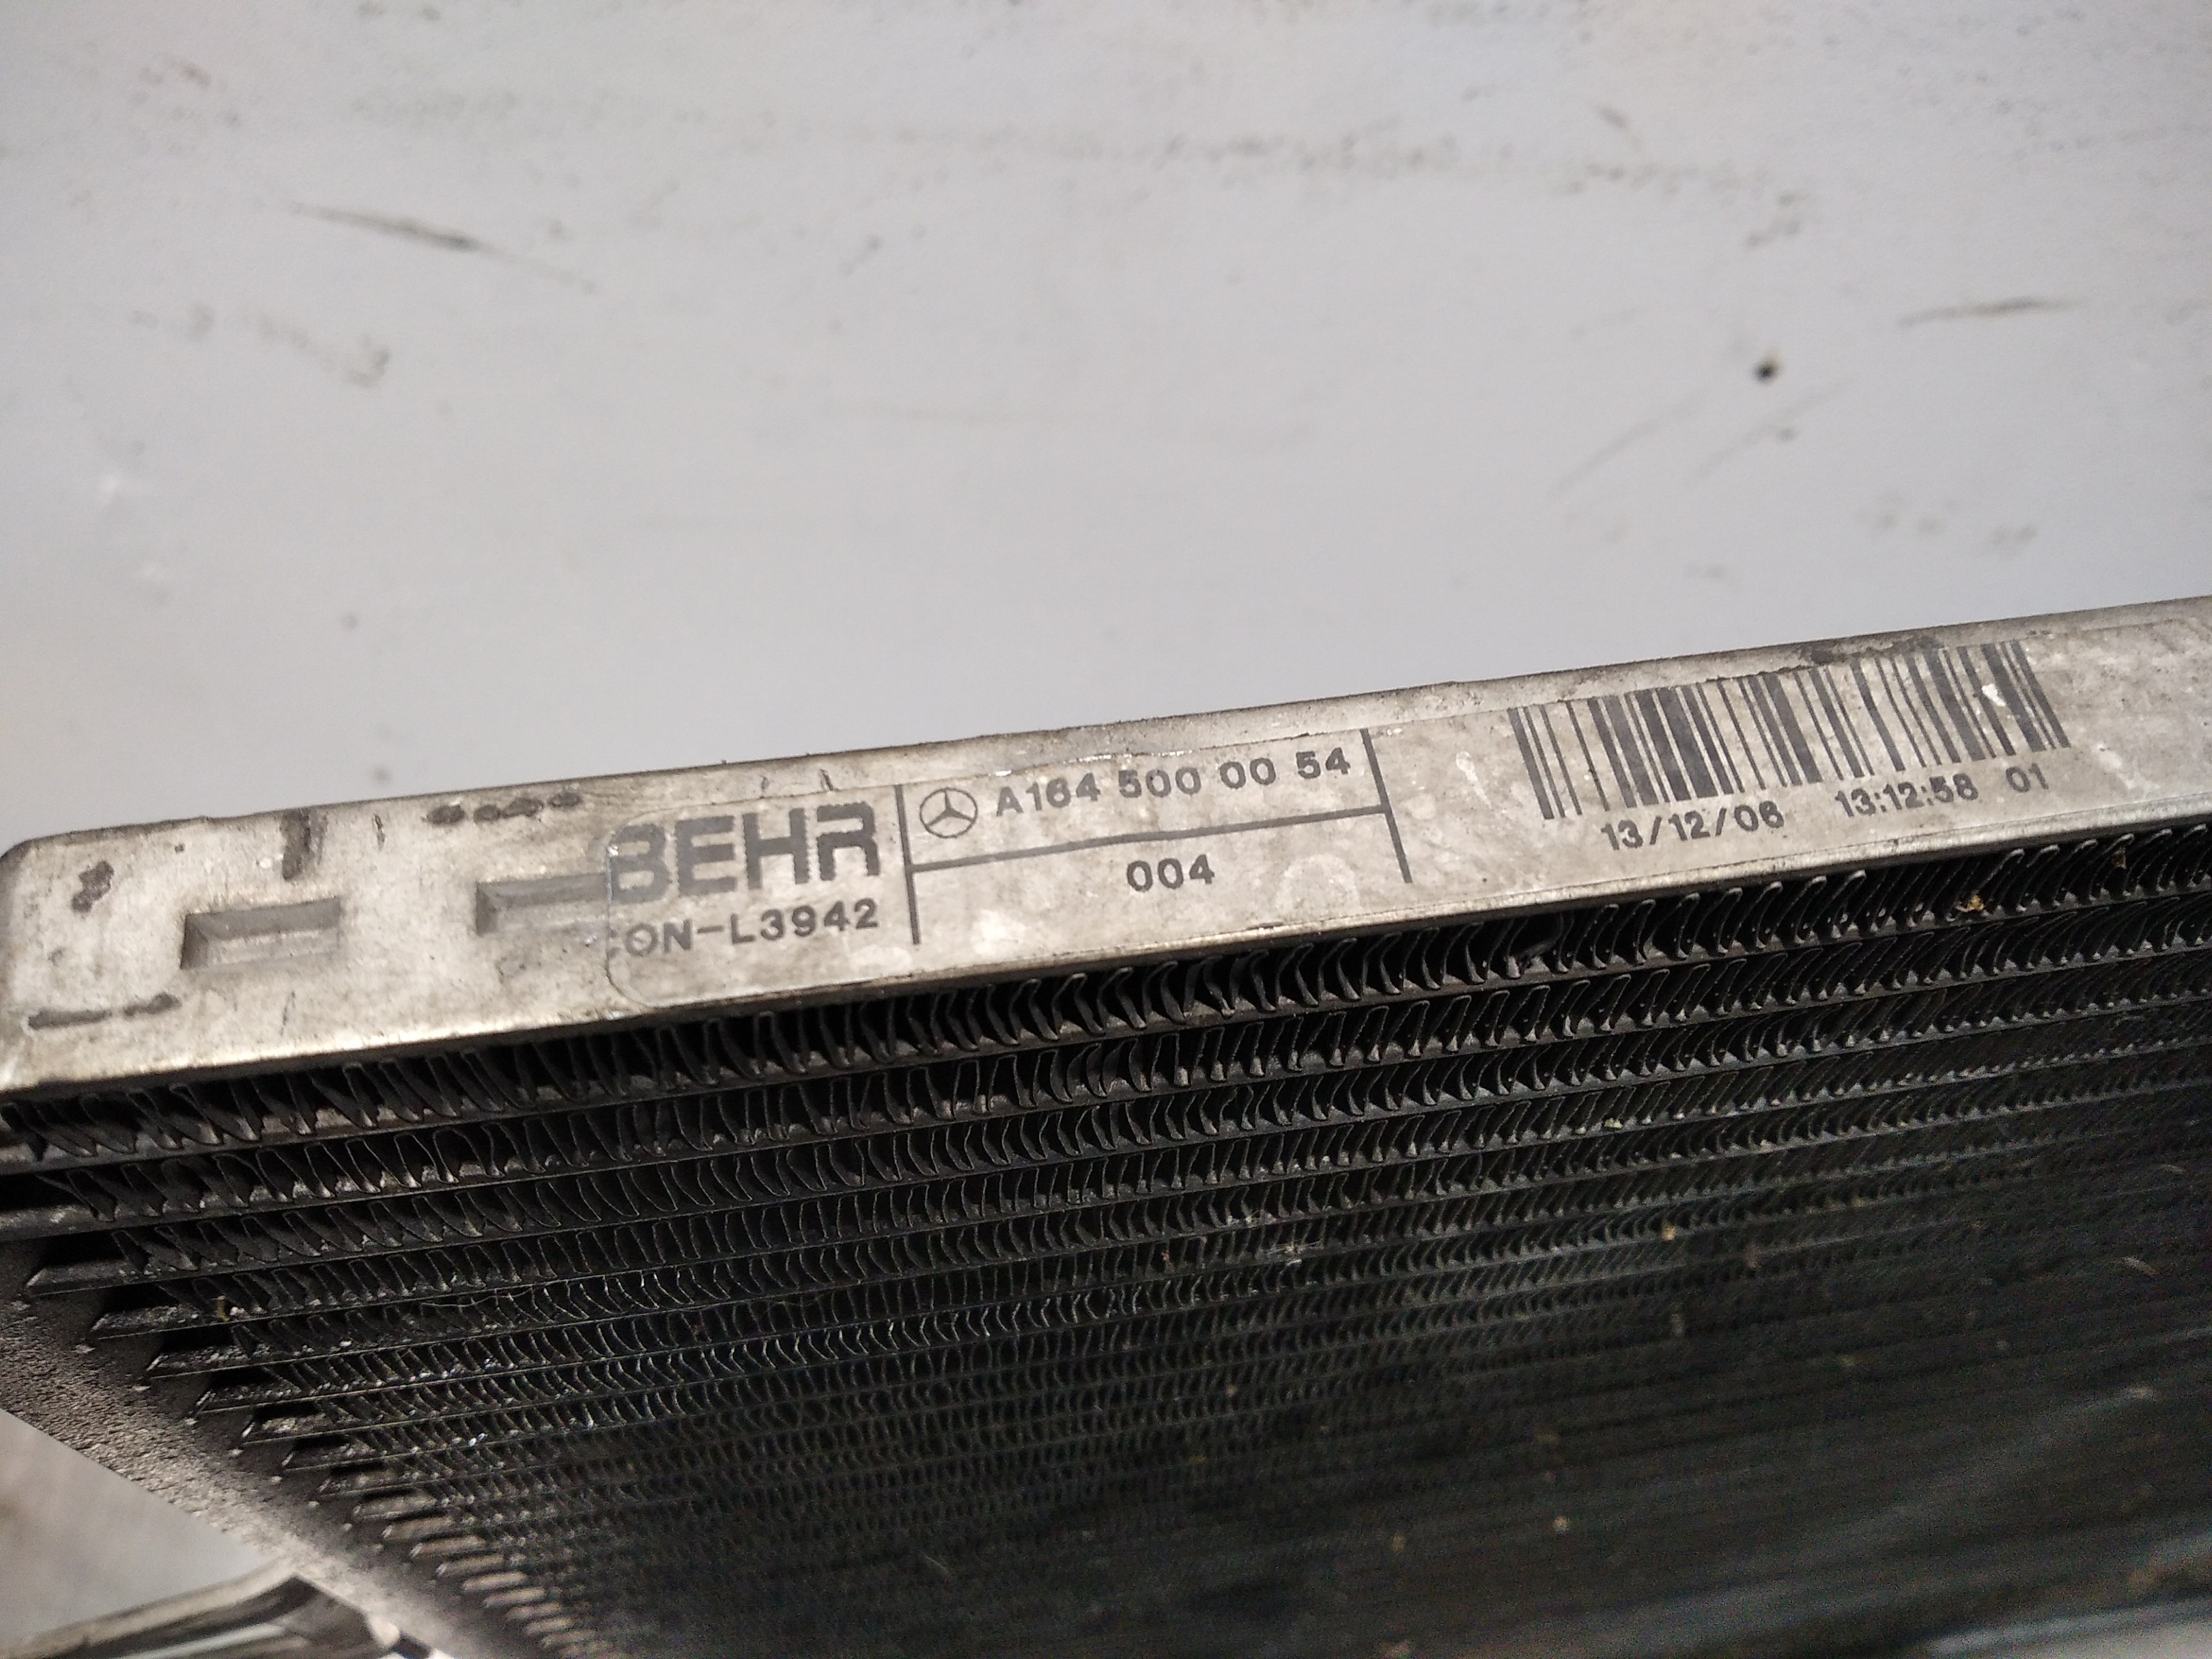 BEHR
ON-L3942
A164 500 00 54
004
13/12/06 13:12:58 01